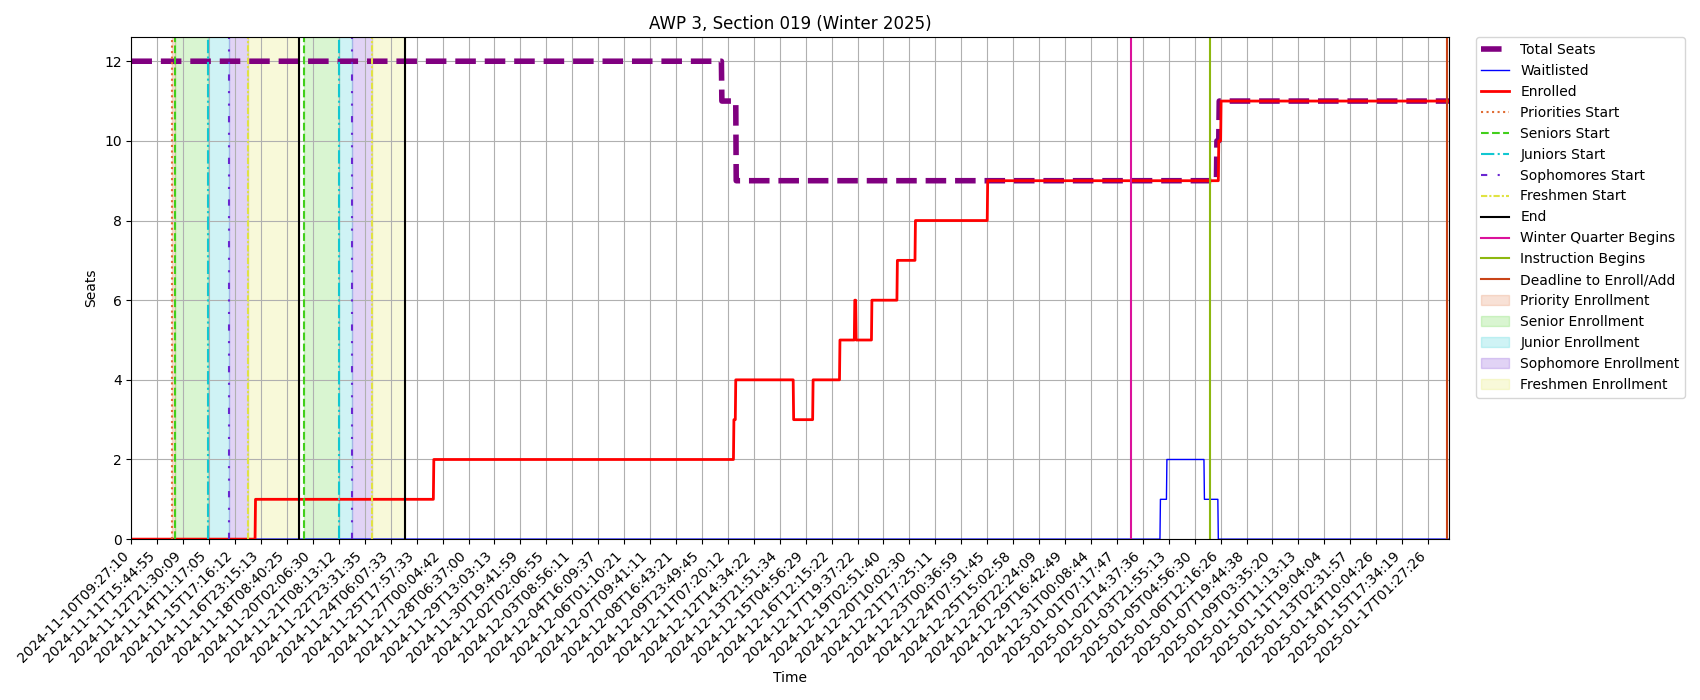 AWP 3, Section 019 (Winter 2025)
Seats
12
10
8
6
4
2
0
2024-11-10T09:27:10
2024-11-11T15:44:55
2024-11-12T21:30:09
2024-11-14T11:17:05
2024-11-15T17:16:12
2024-11-16T23:15:13
2024-11-18T08:40:25
2024-11-20T02:06:30
2024-11-21T08:13:12
2024-11-22T23:31:35
2024-11-25T06:07:33
2024-11-25T17:57:33
2024-11-27T00:04:42
2024-11-28T06:37:00
2024-11-29T13:03:13
2024-11-30T19:41:59
2024-12-02T02:06:55
2024-12-03T08:56:11
2024-12-04T16:09:37
2024-12-06T01:10:21
2024-12-07T09:41:11
2024-12-08T16:43:21
2024-12-09T23:49:45
2024-12-11T07:20:12
2024-12-12T14:34:22
2024-12-13T21:51:34
2024-12-15T04:56:29
2024-12-16T12:15:22
2024-12-17T19:37:22
2024-12-19T02:51:40
2024-12-20T10:02:30
2024-12-21T17:25:11
2024-12-23T00:36:59
2024-12-24T07:51:45
2024-12-25T15:02:58
2024-12-26T22:24:09
2024-12-29T16:42:49
2024-12-31T00:08:44
2025-01-01T07:17:47
2025-01-02T14:37:36
2025-01-03T21:55:13
2025-01-05T04:56:30
2025-01-06T12:16:26
2025-01-07T19:44:38
2025-01-09T03:35:20
2025-01-10T11:13:13
2025-01-11T19:04:04
2025-01-13T02:31:57
2025-01-14T10:04:26
2025-01-15T17:34:19
2025-01-17T01:27:26
Time
Total Seats
Waitlisted
Enrolled
Priorities Start
Seniors Start
Juniors Start
Sophomores Start
Freshmen Start
End
Winter Quarter Begins
Instruction Begins
Deadline to Enroll/Add
Priority Enrollment
Senior Enrollment
Junior Enrollment
Sophomore Enrollment
Freshmen Enrollment